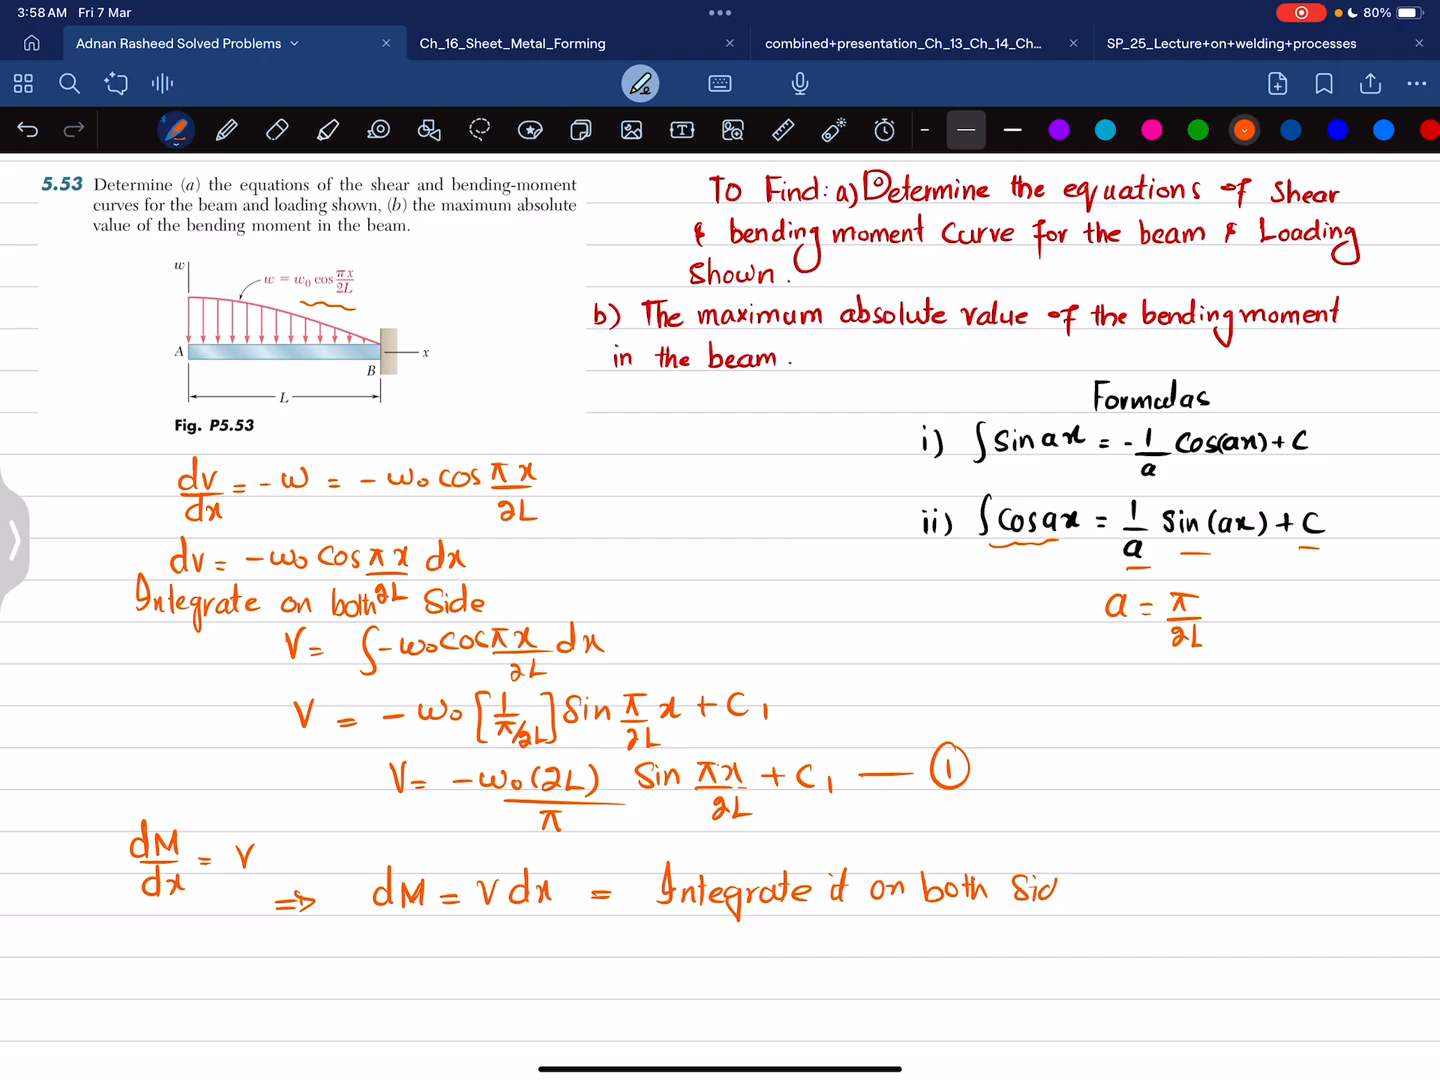 3:58 AM Fri 7 Mar
80%
Adnan Rasheed Solved Problems
Ch_16_Sheet_Metal_Forming
combined+presentation_Ch_13_Ch_14_Ch...
SP_25_Lecture+on+welding+processes
5.53 Determine (a) the equations of the shear and bending-moment
curves for the beam and loading shown, (b) the maximum absolute
value of the bending moment in the beam.
w
w = w₀ cos πx/2L
A
B
x
L
Fig. P5.53
To Find: a) Determine the equations of Shear
& bending moment Curve for the beam & Loading
Shown.
b) The maximum absolute value of the bending moment
in the beam.
Formulas
i) ∫ Sin ax = -1/a Cos(ax) + C
ii) ∫ Cos ax = 1/a Sin (ax) + C
a = π/2L
dv/dx = - w = - w₀ cos πx/2L
dv = - w₀ Cos πx/2L dx
Integrate on both Side
V = ∫ - w₀ cos πx/2L dx
V = - w₀ [1/π/2L] Sin π/2L x + C₁
V = - w₀ (2L)/π Sin πx/2L + C₁ — ①
dM/dx = V
⇒ dM = V dx = Integrate it on both Sid